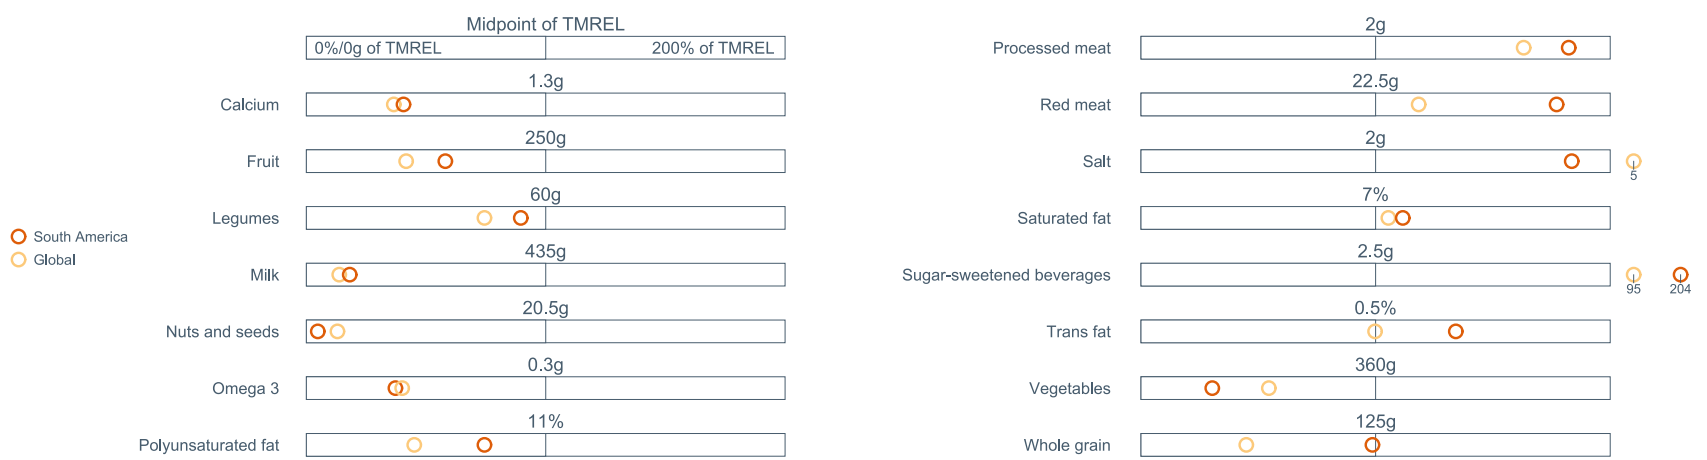 Midpoint of TMREL
0%/0g of TMREL 200% of TMREL
1.3g
Calcium
250g
Fruit
60g
Legumes
435g
Milk
20.5g
Nuts and seeds
0.3g
Omega 3
11%
Polyunsaturated fat
South America
Global
2g
Processed meat
22.5g
Red meat
2g
Salt
5
7%
Saturated fat
2.5g
Sugar-sweetened beverages
95 204
0.5%
Trans fat
360g
Vegetables
125g
Whole grain